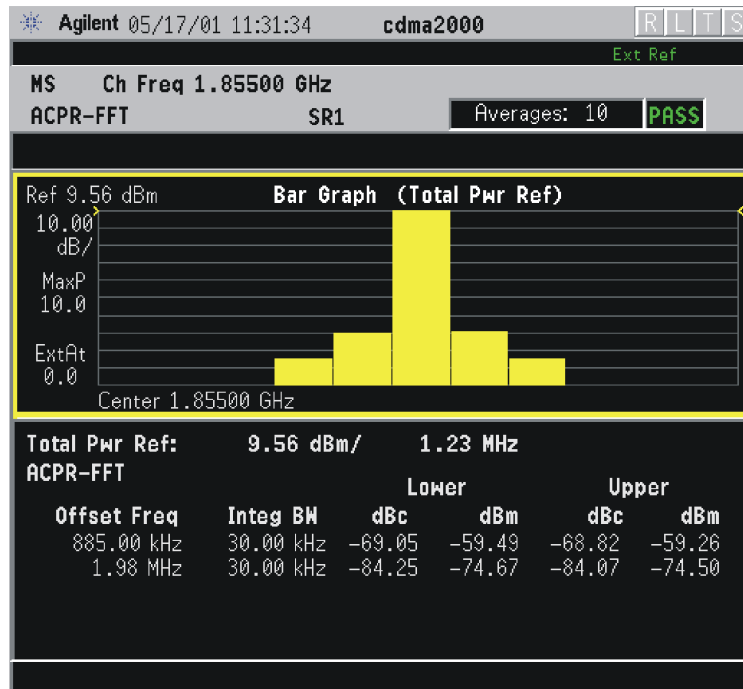 Agilent 05/17/01 11:31:34 cdma2000 R L T S
Ext Ref
MS Ch Freq 1.85500 GHz
ACPR-FFT SR1 Averages: 10 PASS
Ref 9.56 dBm Bar Graph (Total Pwr Ref)
10.00
dB/
MaxP
10.0
ExtAt
0.0
Center 1.85500 GHz
Total Pwr Ref: 9.56 dBm/ 1.23 MHz
ACPR-FFT
Lower Upper
Offset Freq Integ BW dBc dBm dBc dBm
885.00 kHz 30.00 kHz -69.05 -59.49 -68.82 -59.26
1.98 MHz 30.00 kHz -84.25 -74.67 -84.07 -74.50